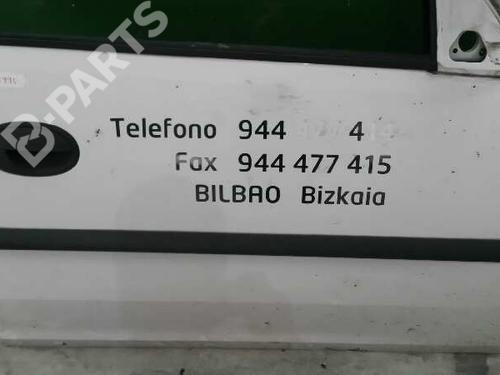 B-PARTS
Telefono 944 4
Fax 944 477 415
BILBAO Bizkaia